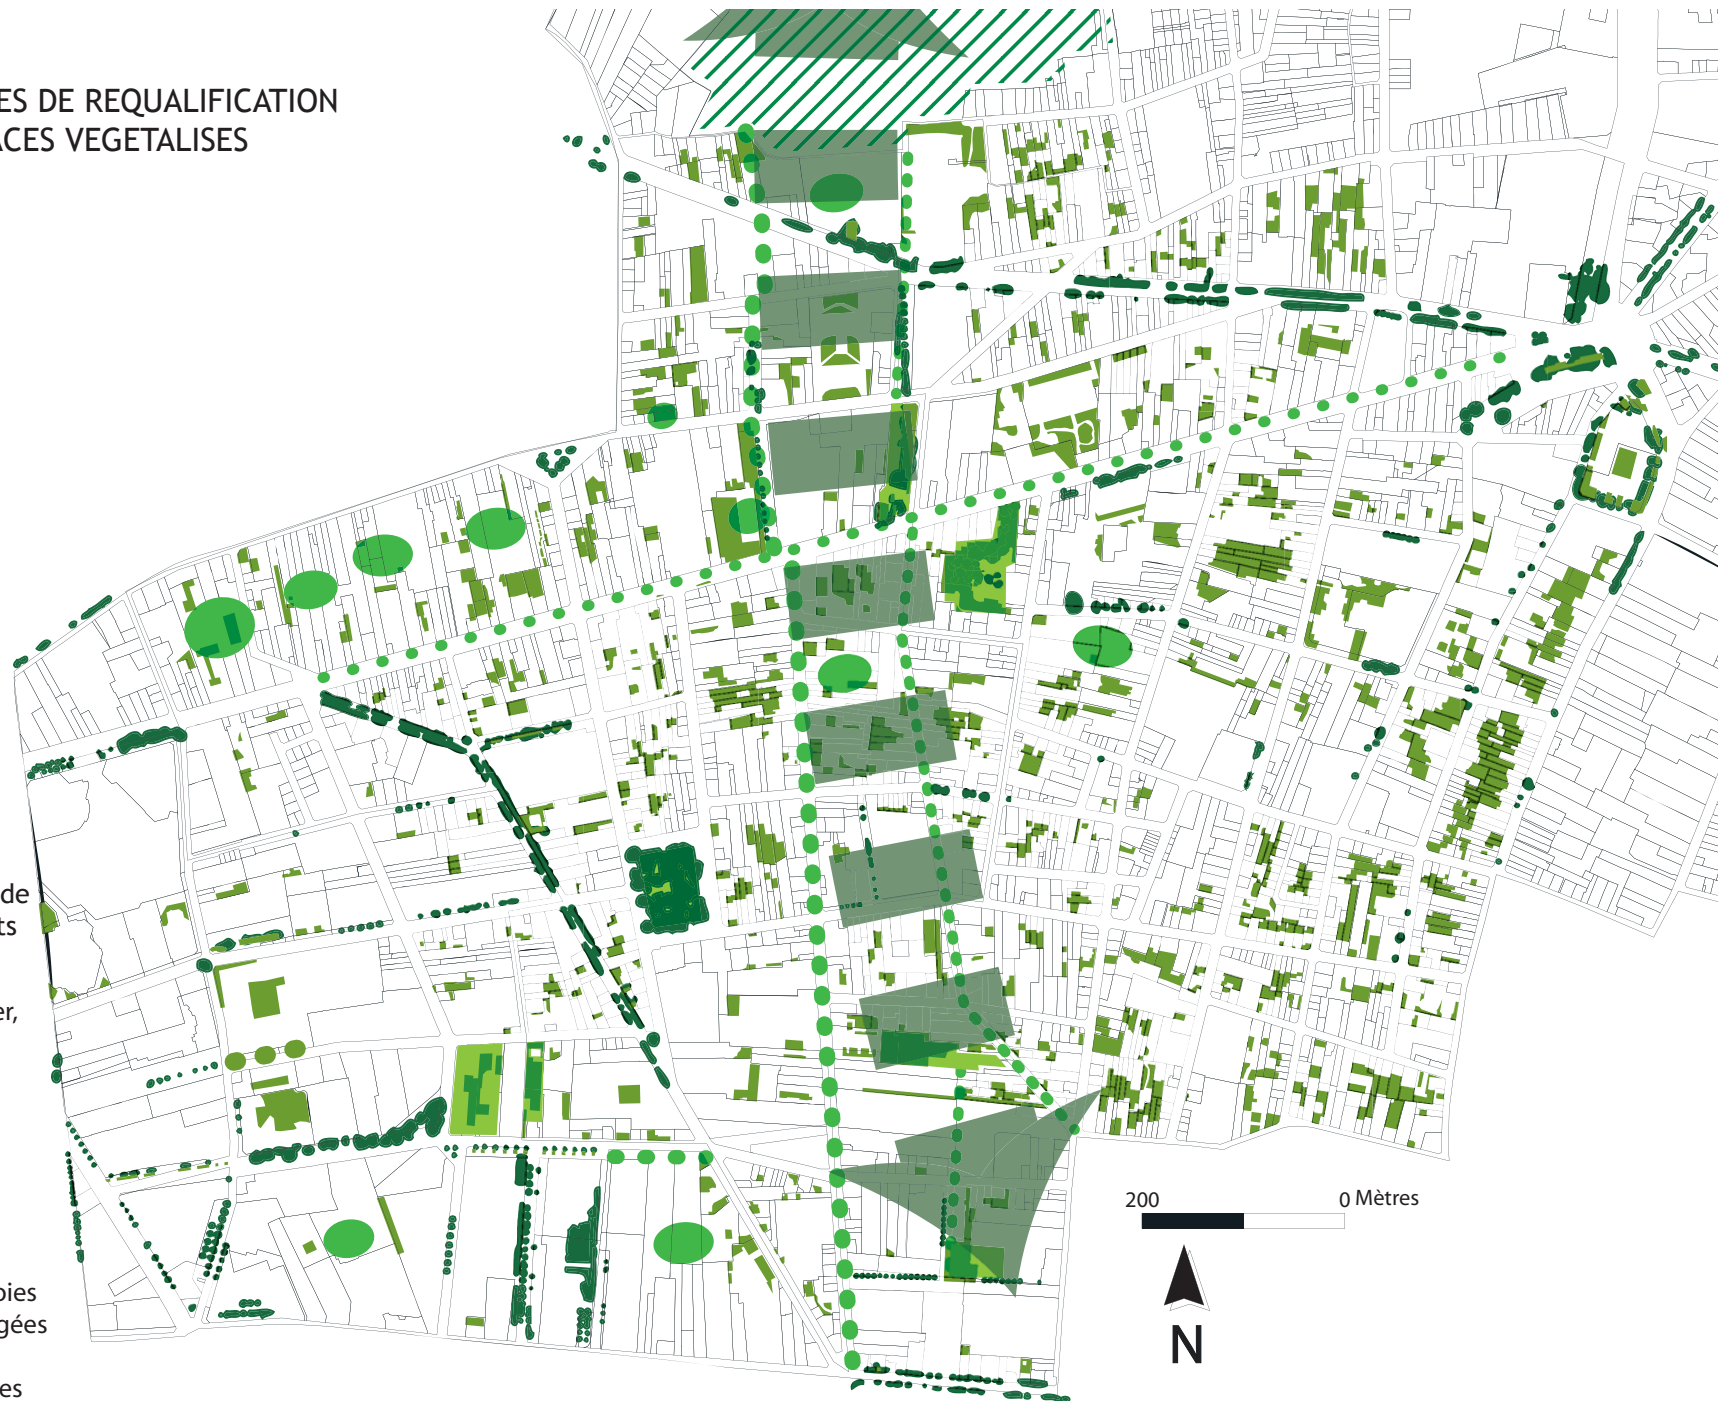 ES DE REQUALIFICATION
ACES VEGETALISES
de
ts
er,
200 0 Mètres
N
pies
gées
es